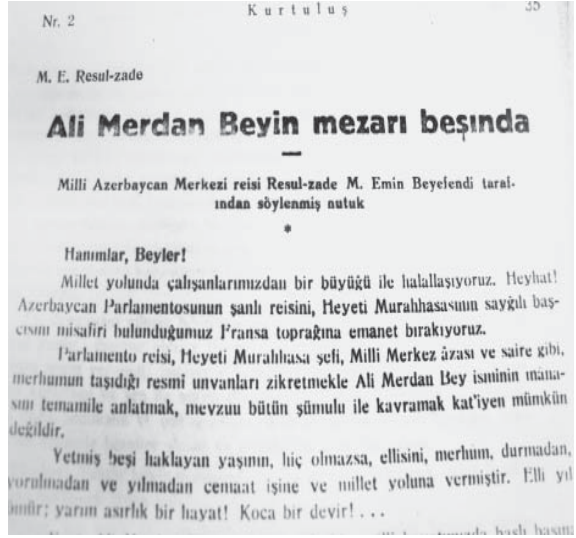 Nr. 2
Kurtuluş
35
M. E. Resul-zade
Ali Merdan Beyin mezarı beşında
Milli Azerbaycan Merkezi reisi Resul-zade M. Emin Beyefendi taraf-
ından söylenmiş nutuk
*
Hanımlar, Beyler!
Millet yolunda çalışanlarımızdan bir büyüğü ile halallaşıyoruz. Heyhat!
Azerbaycan Parlamentosunun şanlı reisini, Heyeti Murahhasasının saygılı baş-
cısını misafiri bulunduğumuz Fransa toprağına emanet bırakıyoruz.
Parlamento reisi, Heyeti Murahhasa şefi, Milli Merkez âzası ve saire gibi,
merhumun taşıdığı resmî unvanları zikretmekle Ali Merdan Bey isminin mâna-
sını temamile anlatmak, mevzuu bütün şümulu ile kavramak kat'iyen mümkün
değildir.
Yetmiş beşi haklayan yaşının, hiç olmazsa, ellisini, merhum, durmadan,
yorulmadan ve yılmadan cemaat işine ve millet yoluna vermiştir. Elli yıl
ömür; yarım asırlık bir hayat! Koca bir devir! . . .